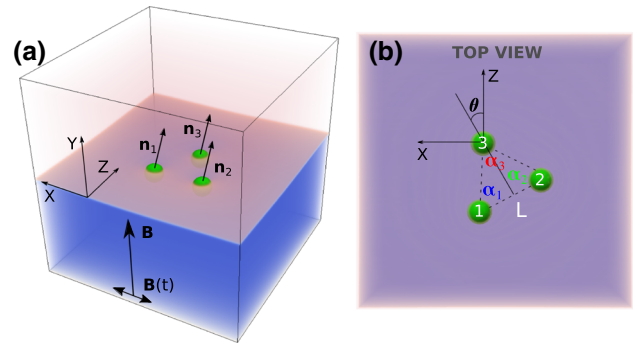 (a)
n₁
n₃
n₂
Y
Z
X
B
B(t)
(b)
TOP VIEW
Z
θ
X
3
α₃
α₂
2
α₁
1
L